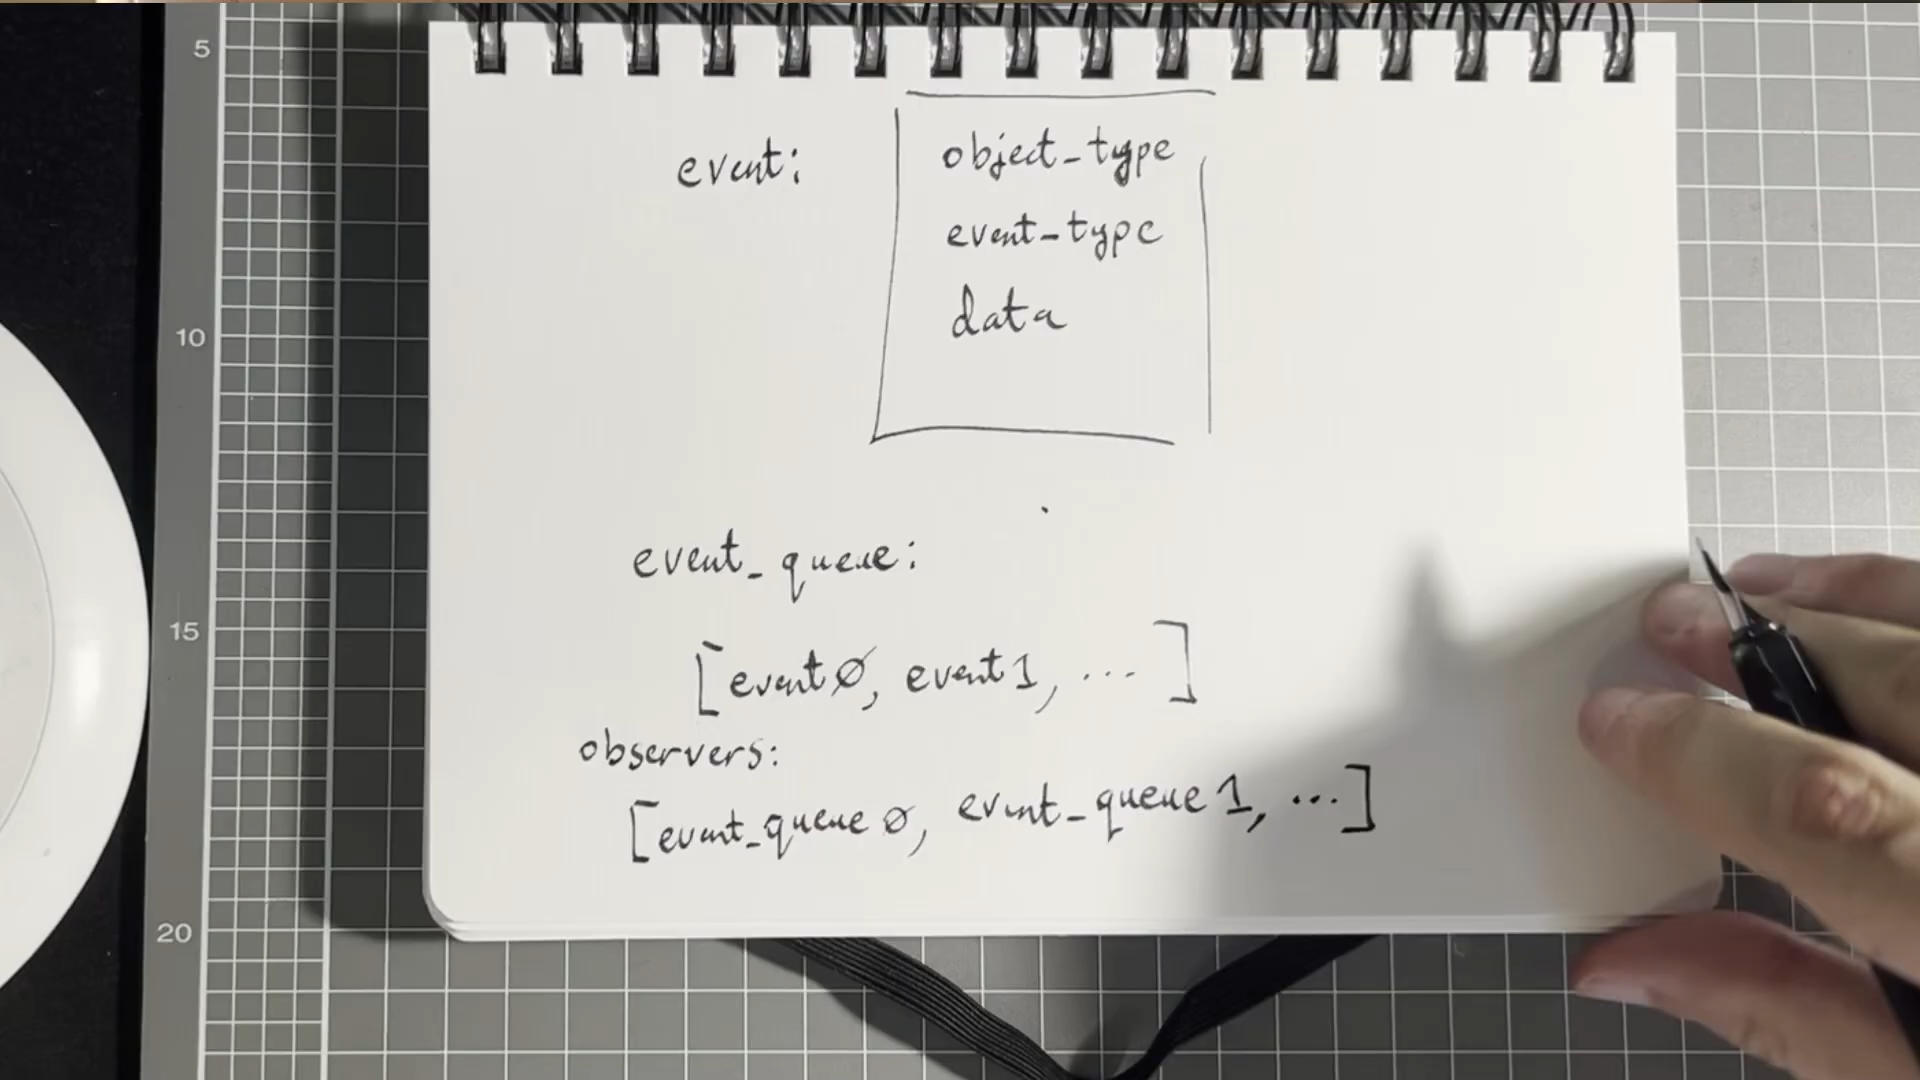 5
10
15
20
event:
object_type
event_type
data
event_queue:
[event0, event1, ... ]
observers:
[event_queue0, event_queue1, ...]